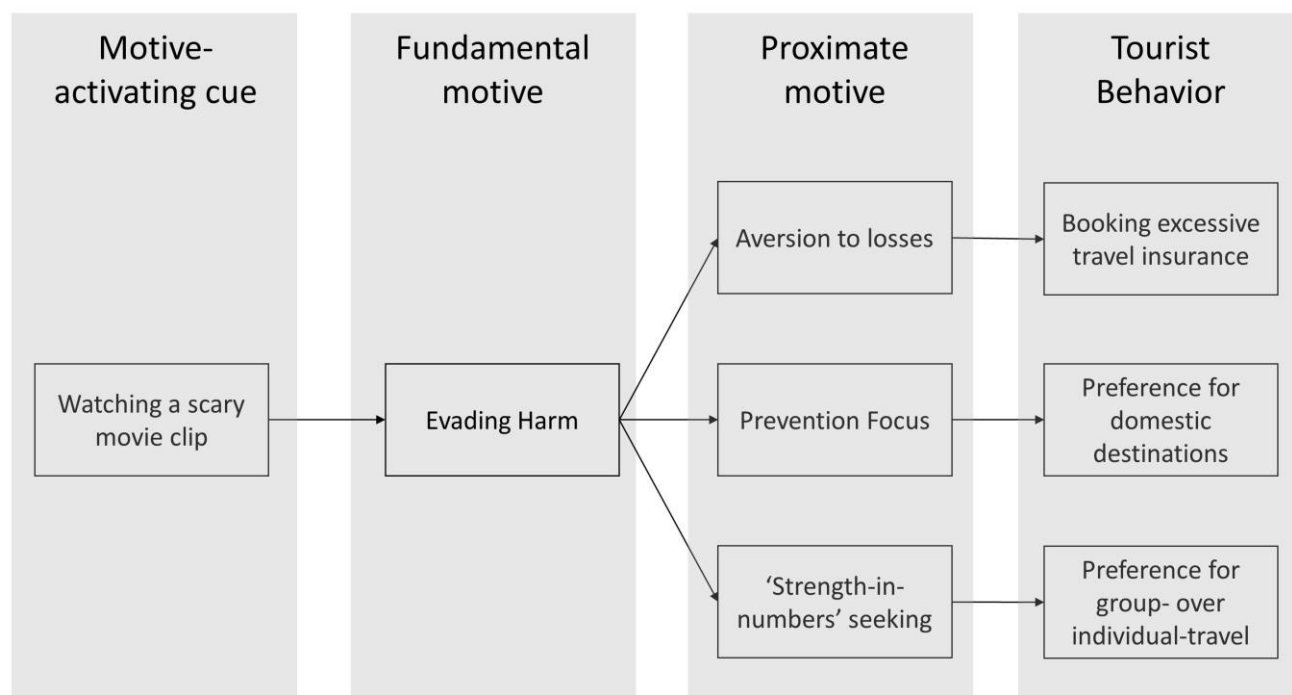 Motive-
activating cue
Fundamental
motive
Proximate
motive
Tourist
Behavior
Watching a scary
movie clip
Evading Harm
Aversion to losses
Prevention Focus
‘Strength-in-
numbers’ seeking
Booking excessive
travel insurance
Preference for
domestic
destinations
Preference for
group- over
individual-travel